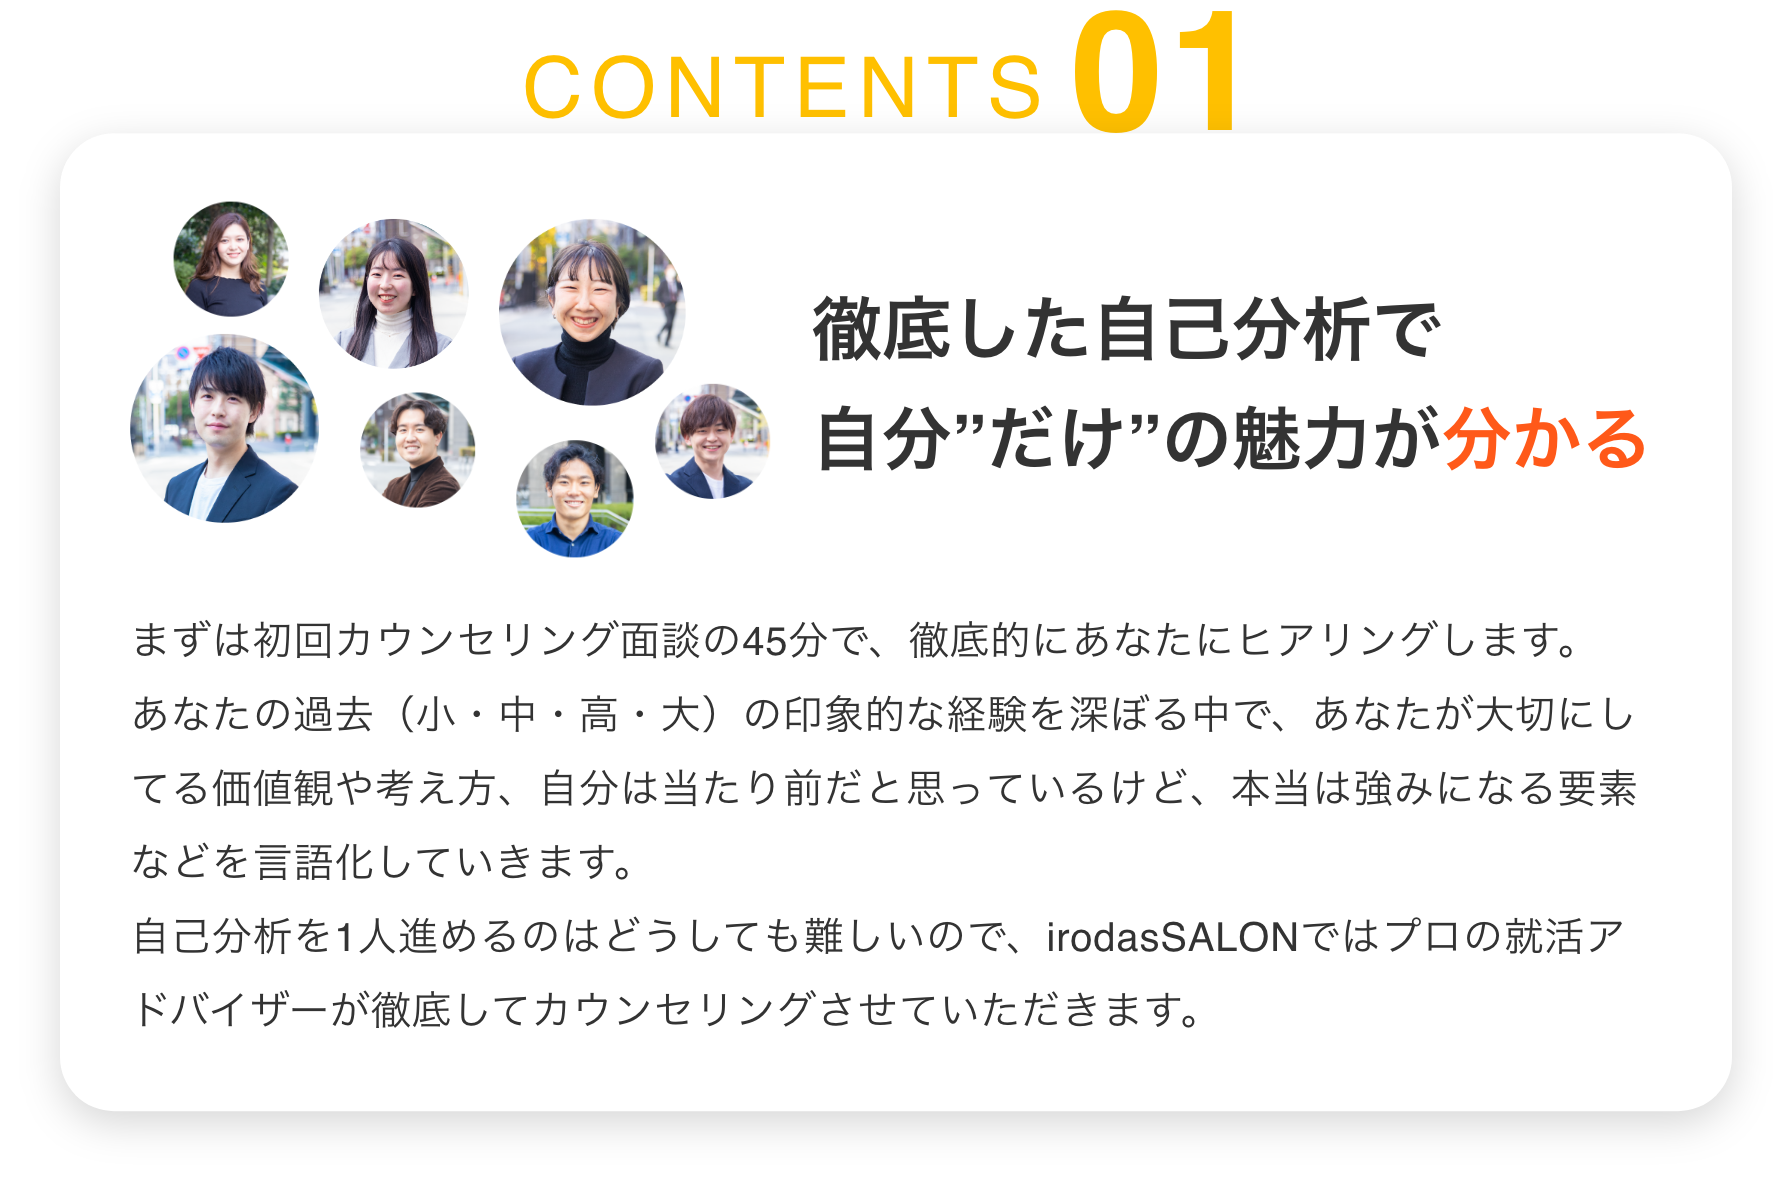 CONTENTS 01
徹底した自己分析で
自分”だけ”の魅力が分かる
まずは初回カウンセリング面談の45分で、徹底的にあなたにヒアリングします。
あなたの過去（小・中・高・大）の印象的な経験を深ぼる中で、あなたが大切にし
てる価値観や考え方、自分は当たり前だと思っているけど、本当は強みになる要素
などを言語化していきます。
自己分析を1人進めるのはどうしても難しいので、irodasSALONではプロの就活ア
ドバイザーが徹底してカウンセリングさせていただきます。